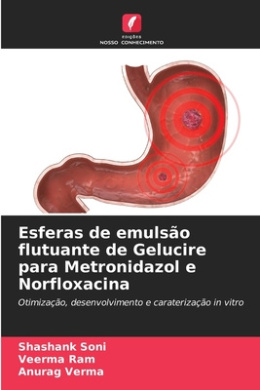 edições
NOSSO CONHECIMENTO
Esferas de emulsão
flutuante de Gelucire
para Metronidazol e
Norfloxacina
Otimização, desenvolvimento e caraterização in vitro
Shashank Soni
Veerma Ram
Anurag Verma